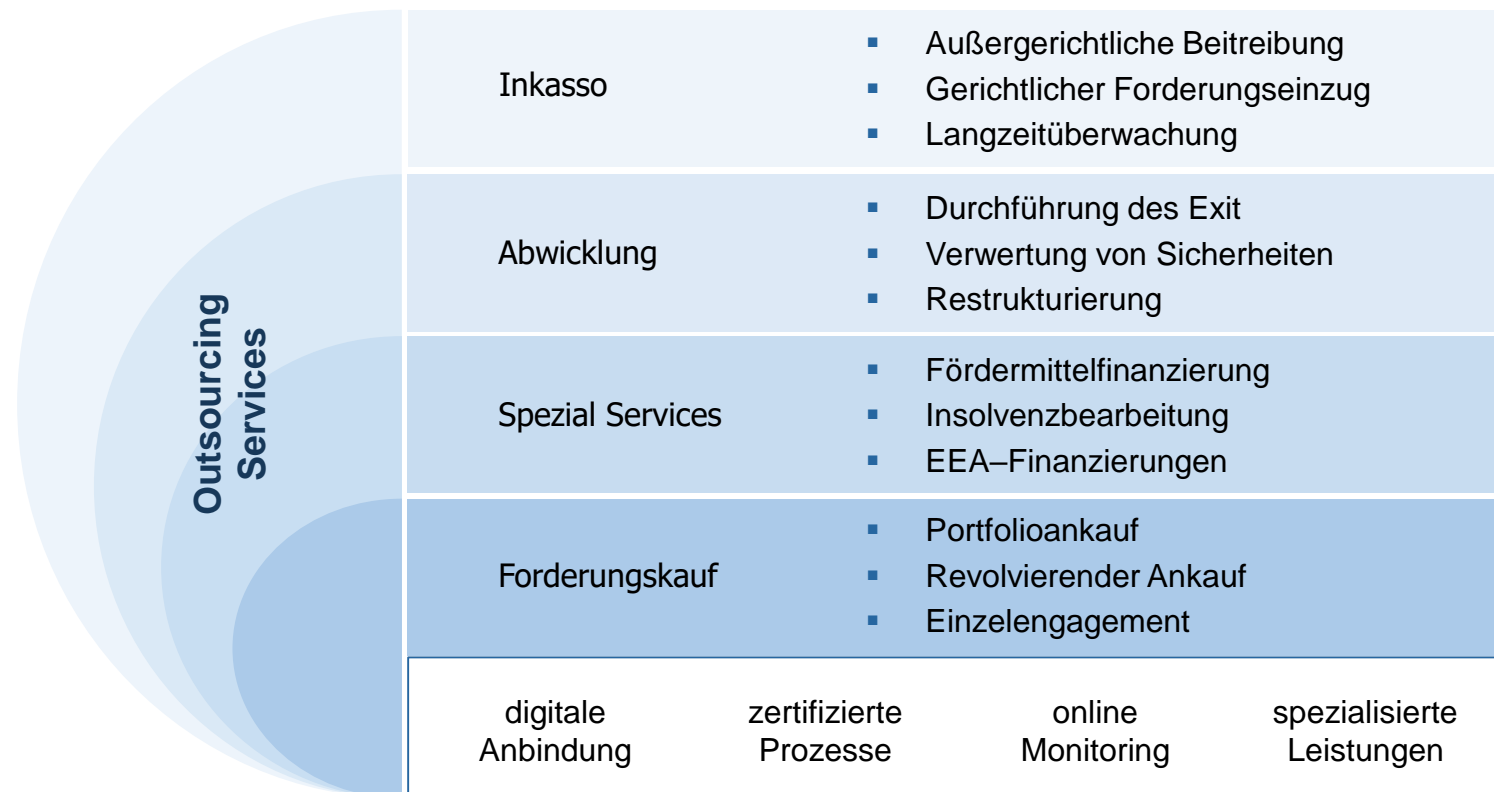 Outsourcing
Services
Inkasso
Außergerichtliche Beitreibung
Gerichtlicher Forderungseinzug
Langzeitüberwachung
Abwicklung
Durchführung des Exit
Verwertung von Sicherheiten
Restrukturierung
Spezial Services
Fördermittelfinanzierung
Insolvenzbearbeitung
EEA–Finanzierungen
Forderungskauf
Portfolioankauf
Revolvierender Ankauf
Einzelengagement
digitale
Anbindung
zertifizierte
Prozesse
online
Monitoring
spezialisierte
Leistungen